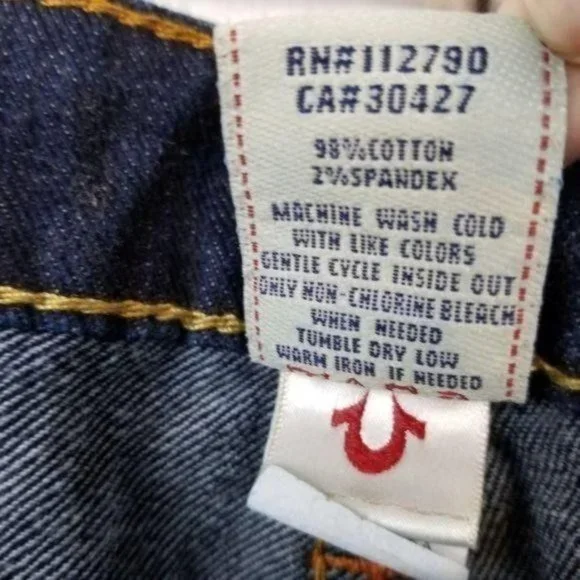 RN#112790
CA#30427
98%COTTON
2%SPANDEX
MACHINE WASH COLD
WITH LIKE COLORS
GENTLE CYCLE INSIDE OUT
ONLY NON-CHLORINE BLEACH
WHEN NEEDED
TUMBLE DRY LOW
WARM IRON IF NEEDED